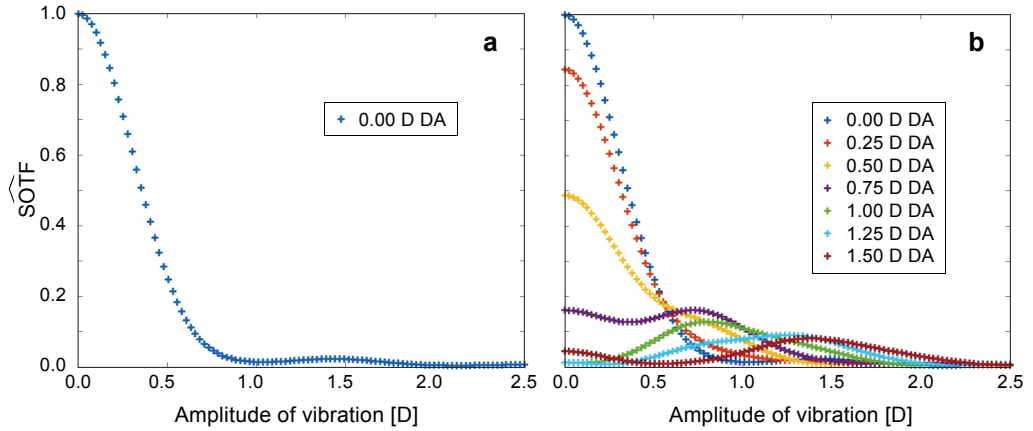 a
1.0
0.8
0.6
0.4
0.2
0.0
SOTF
0.00 D DA
0.0
0.5
1.0
1.5
2.0
2.5
Amplitude of vibration [D]
b
0.00 D DA
0.25 D DA
0.50 D DA
0.75 D DA
1.00 D DA
1.25 D DA
1.50 D DA
0.0
0.5
1.0
1.5
2.0
2.5
Amplitude of vibration [D]